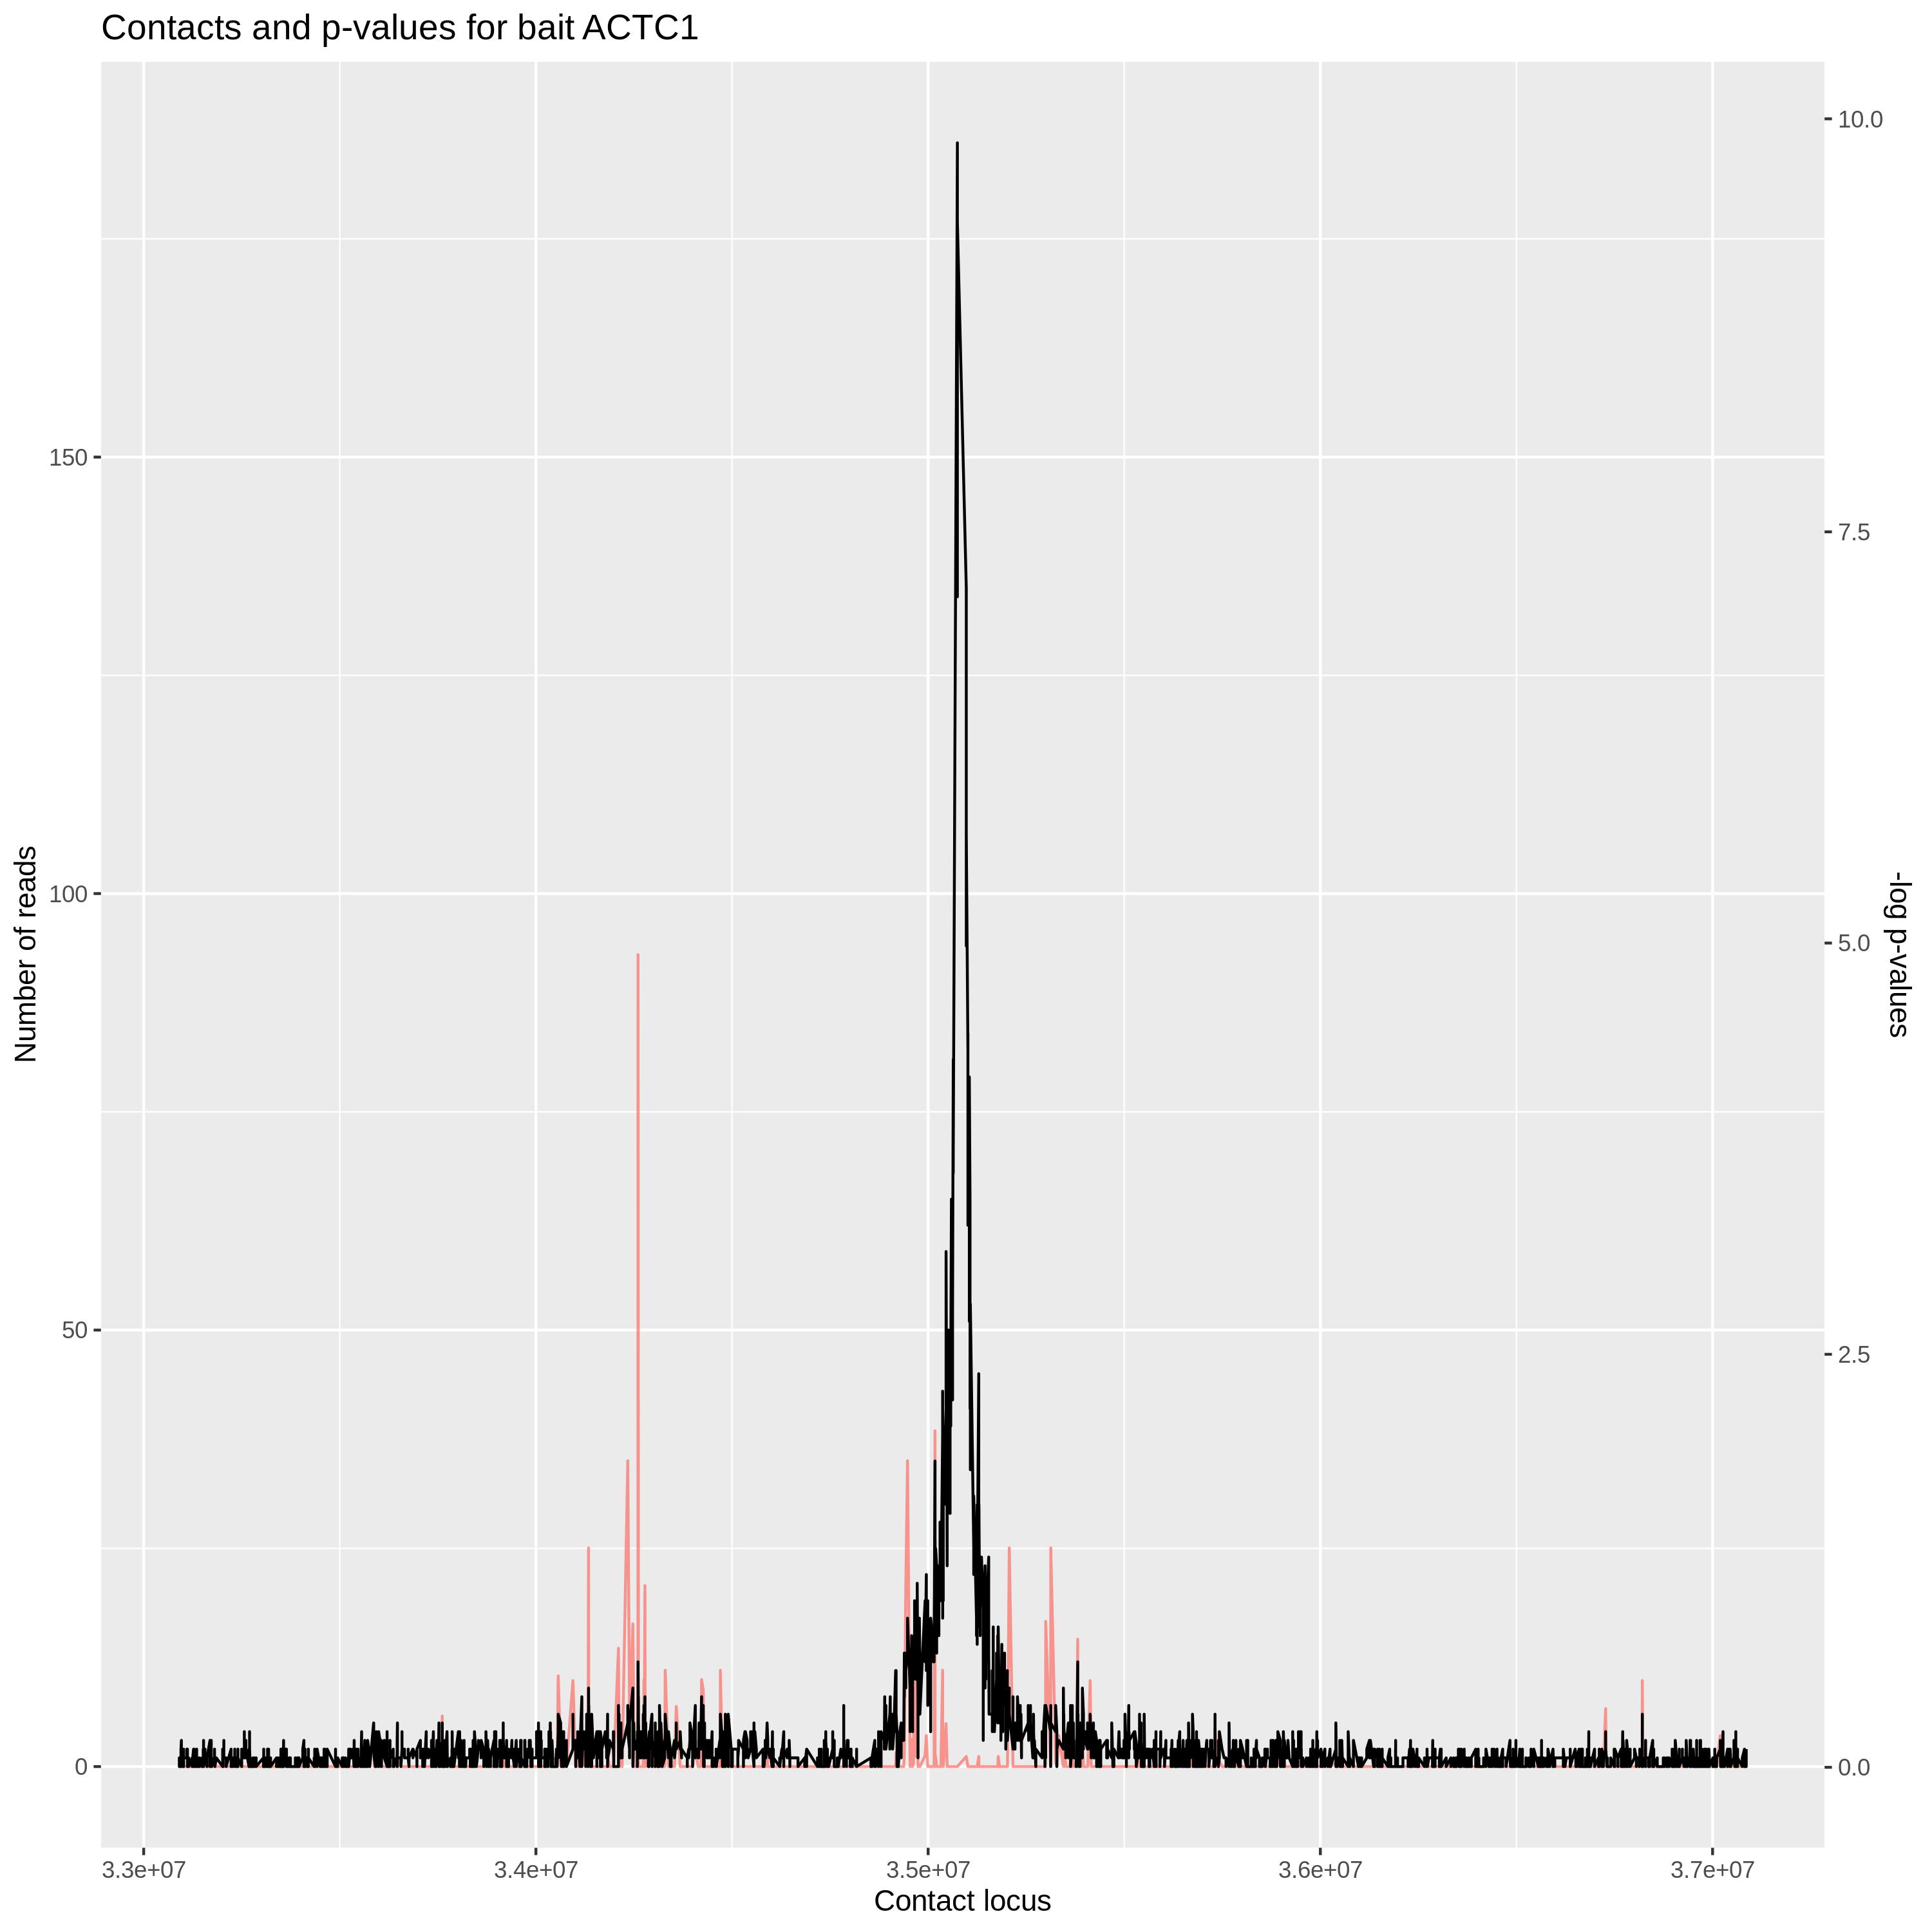 Contacts and p-values for bait ACTC1
10.0
7.5
150
100
5.0
Number of reads
-log p-values
50
2.5
0
0.0
3.3e+07
3.4e+07
3.5e+07
3.6e+07
3.7e+07
Contact locus